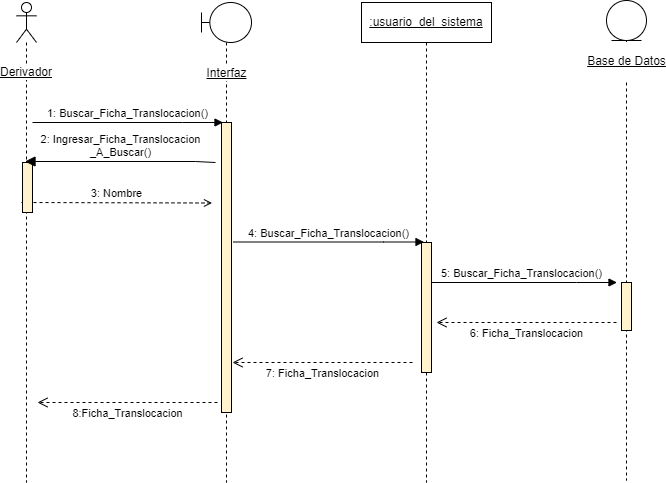 :usuario_del_sistema
Derivador
Interfaz
Base de Datos
1: Buscar_Ficha_Translocacion()
2: Ingresar_Ficha_Translocacion
_A_Buscar()
3: Nombre
4: Buscar_Ficha_Translocacion()
5: Buscar_Ficha_Translocacion()
6: Ficha_Translocacion
7: Ficha_Translocacion
8:Ficha_Translocacion